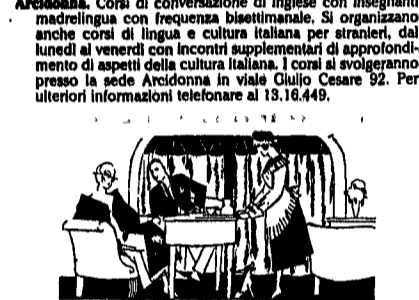 Arcidonna. Corsi di conversazione di inglese con insegnanti
madrelingua con frequenza bisettimanale. Si organizzano
anche corsi di lingua e cultura italiana per stranieri, dal
lunedì al venerdì con incontri supplementari di approfondi-
mento di aspetti della cultura italiana. I corsi si svolgeranno
presso la sede Arcidonna in viale Giulio Cesare 92. Per
ulteriori informazioni telefonare al 13.16.449.